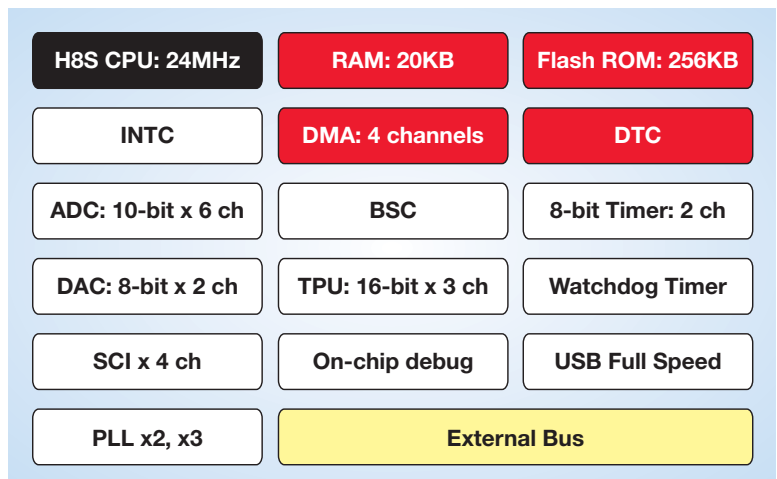 H8S CPU: 24MHz
RAM: 20KB
Flash ROM: 256KB
INTC
DMA: 4 channels
DTC
ADC: 10-bit x 6 ch
BSC
8-bit Timer: 2 ch
DAC: 8-bit x 2 ch
TPU: 16-bit x 3 ch
Watchdog Timer
SCI x 4 ch
On-chip debug
USB Full Speed
PLL x2, x3
External Bus